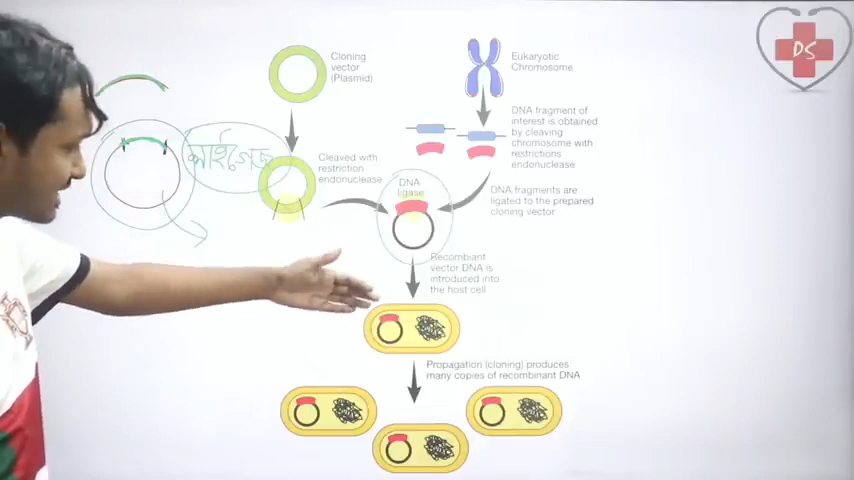 DS
Cloning
vector
(Plasmid)
Eukaryotic
Chromosome
DNA fragment of
interest is obtained
by cleaving
chromosome with
restrictions
endonuclease
লাইগেজ
Cleaved with
restriction
endonuclease
DNA
ligase
DNA fragments are
ligated to the prepared
cloning vector
Recombiant
vector DNA is
introduced into
the host cell
Propagation (cloning) produces
many copies of recombinant DNA